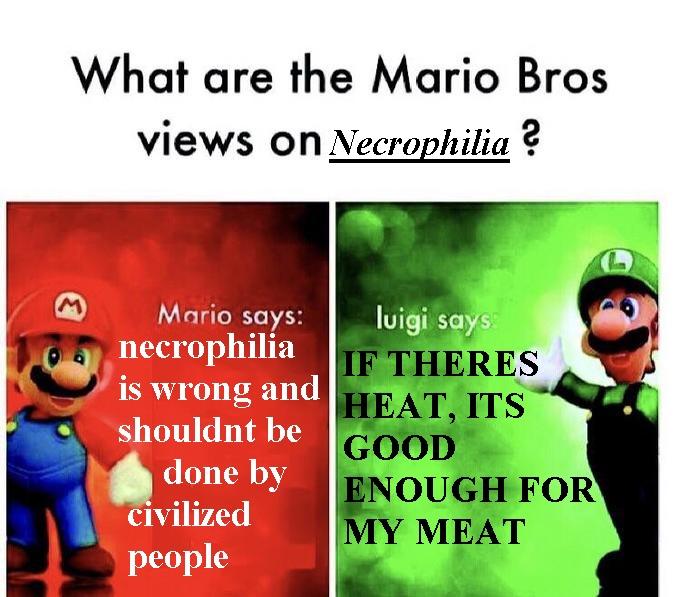 What are the Mario Bros
views on Necrophilia ?
Mario says:
necrophilia
is wrong and
shouldnt be
done by
civilized
people
luigi says:
IF THERES
HEAT, ITS
GOOD
ENOUGH FOR
MY MEAT
M
L